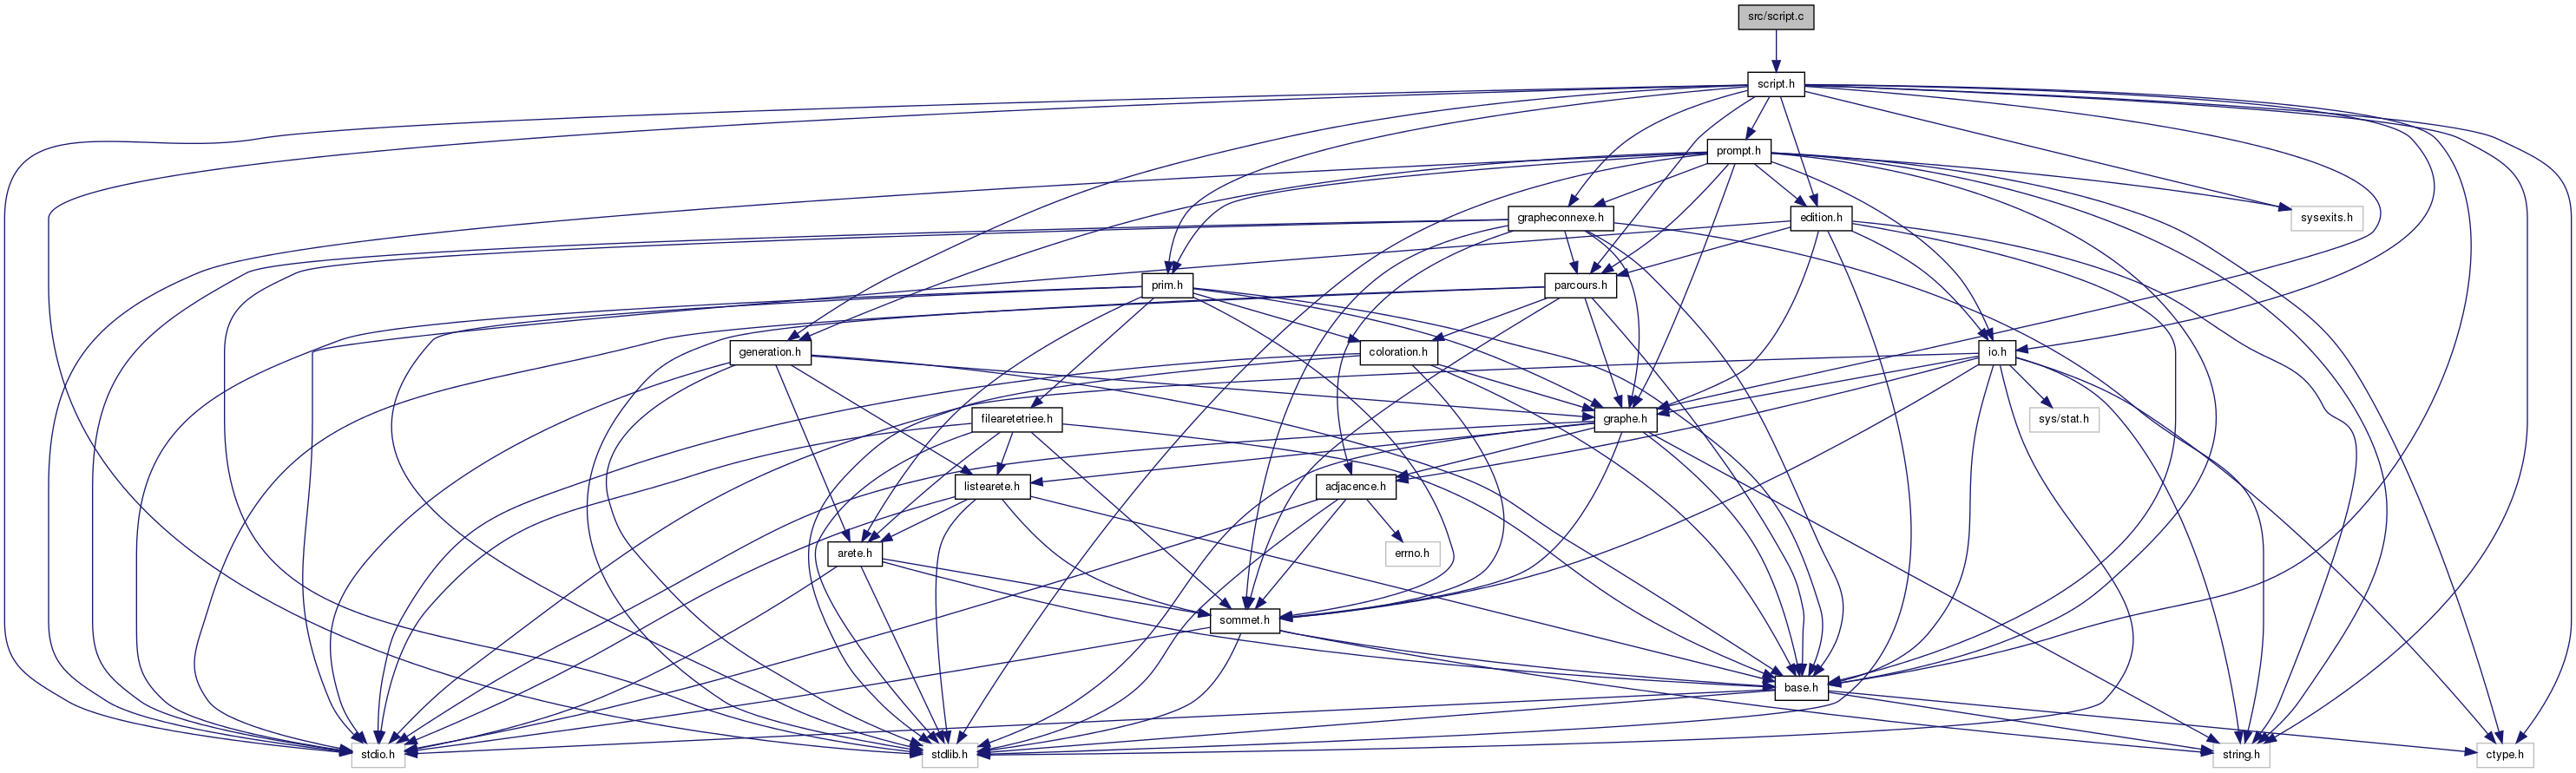 src/script.c
script.h
prompt.h
grapheconnexe.h
edition.h
sysexits.h
prim.h
parcours.h
generation.h
coloration.h
io.h
filearetetriee.h
graphe.h
sys/stat.h
listearete.h
adjacence.h
arete.h
errno.h
sommet.h
base.h
stdio.h
stdlib.h
string.h
ctype.h